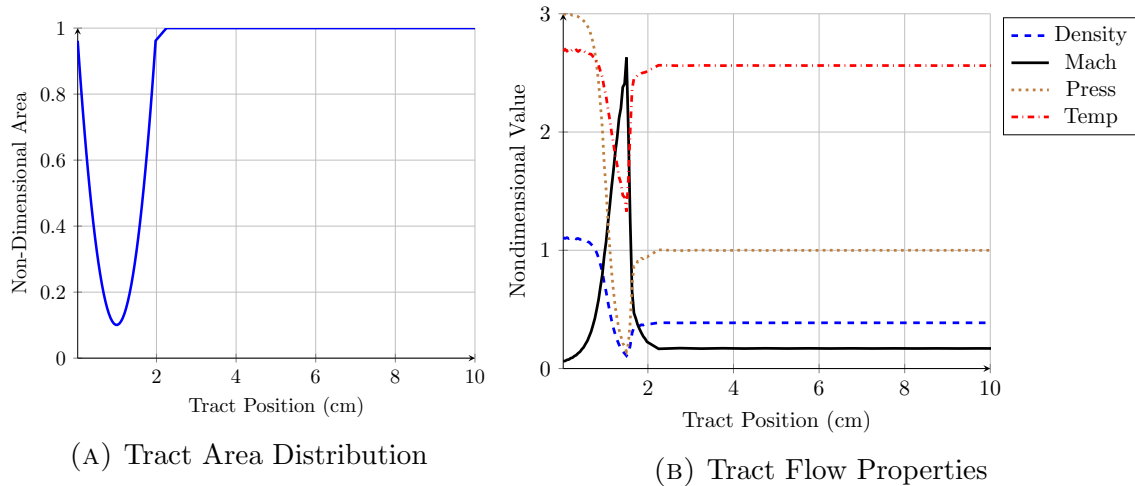 1
0.8
0.6
0.4
0.2
0
2
4
6
8
10
Non-Dimensional Area
Tract Position (cm)
(A) Tract Area Distribution
3
2
1
0
0
2
4
6
8
10
Nondimensional Value
Tract Position (cm)
Density
Mach
Press
Temp
(B) Tract Flow Properties